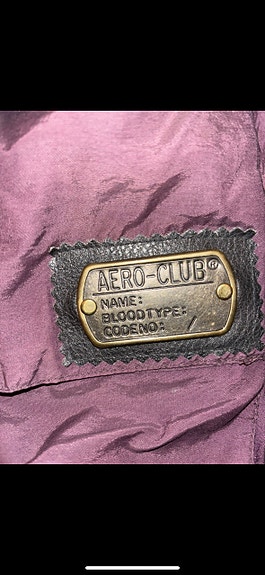 AERO-CLUB®
NAME:
BLOODTYPE:
CODENO: /